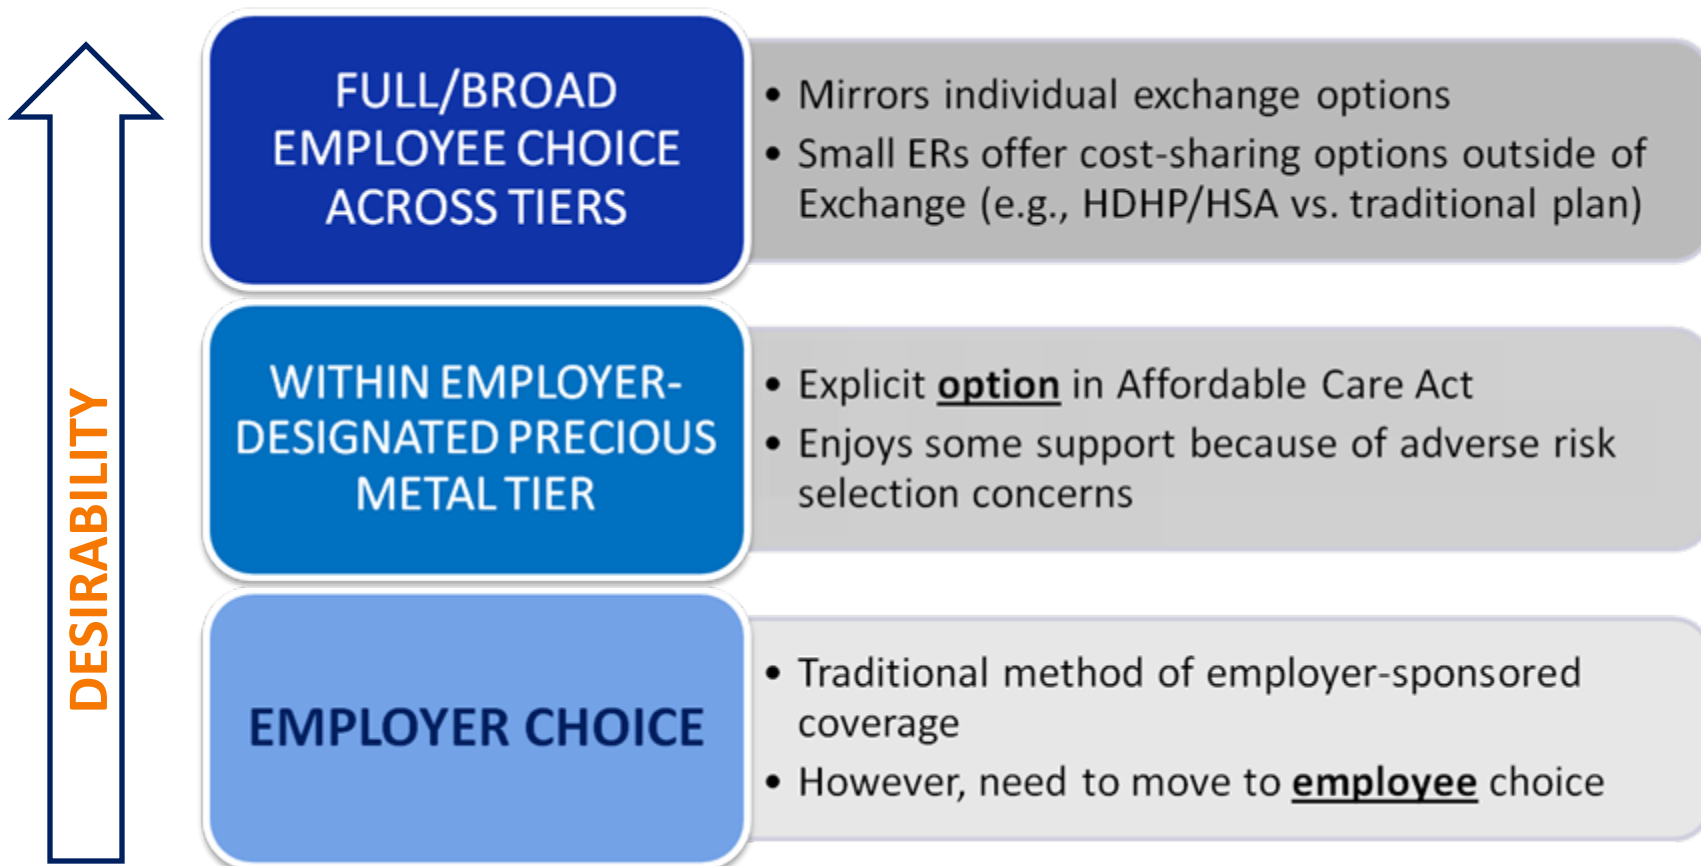 DESIRABILITY
FULL/BROAD
EMPLOYEE CHOICE
ACROSS TIERS
• Mirrors individual exchange options
• Small ERs offer cost-sharing options outside of
Exchange (e.g., HDHP/HSA vs. traditional plan)
WITHIN EMPLOYER-
DESIGNATED PRECIOUS
METAL TIER
• Explicit option in Affordable Care Act
• Enjoys some support because of adverse risk
selection concerns
EMPLOYER CHOICE
• Traditional method of employer-sponsored
coverage
• However, need to move to employee choice